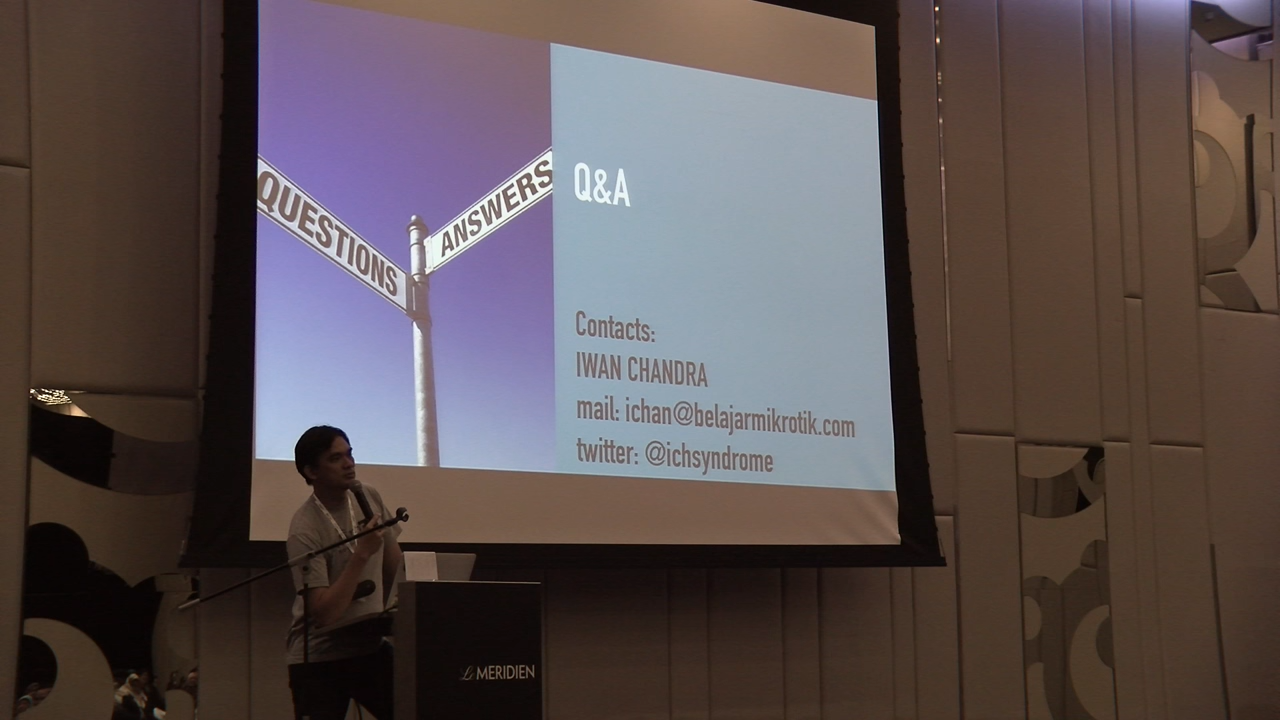 QUESTIONS
ANSWERS
Q&A
Contacts:
IWAN CHANDRA
mail: ichan@belajarmikrotik.com
twitter: @ichsyndrome
Le MERIDIEN